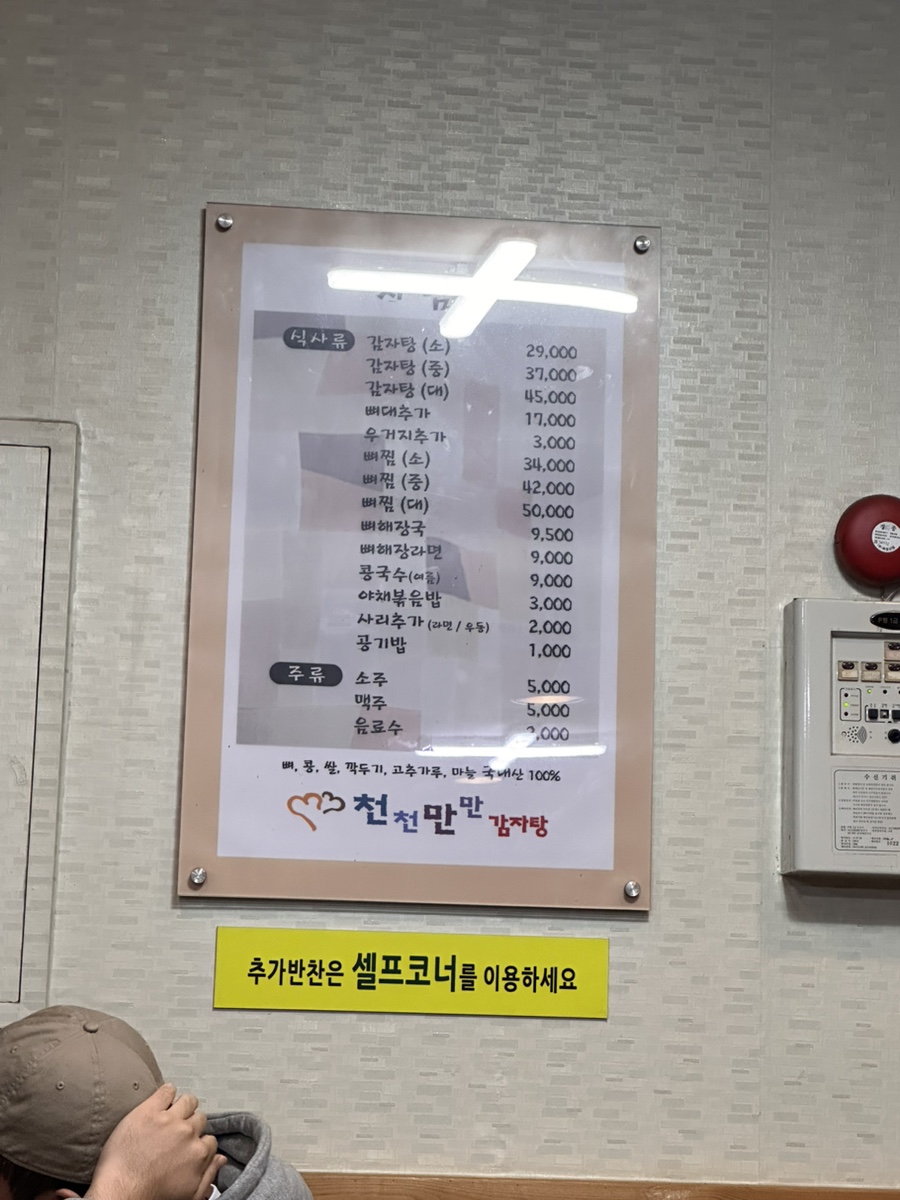 식사류
감자탕 (소) 29,000
감자탕 (중) 37,000
감자탕 (대) 45,000
뼈대추가 17,000
우거지추가 3,000
뼈찜 (소) 34,000
뼈찜 (중) 42,000
뼈찜 (대) 50,000
뼈해장국 9,500
뼈해장라면 9,000
콩국수(여름) 9,000
야채볶음밥 3,000
사리추가 (라면 / 우동) 2,000
공기밥 1,000
주류
소주 5,000
맥주 5,000
음료수
뼈, 콩, 쌀, 깍두기, 고추가루, 마늘 국내산 100%
천천만만 감자탕
추가반찬은 셀프코너를 이용하세요